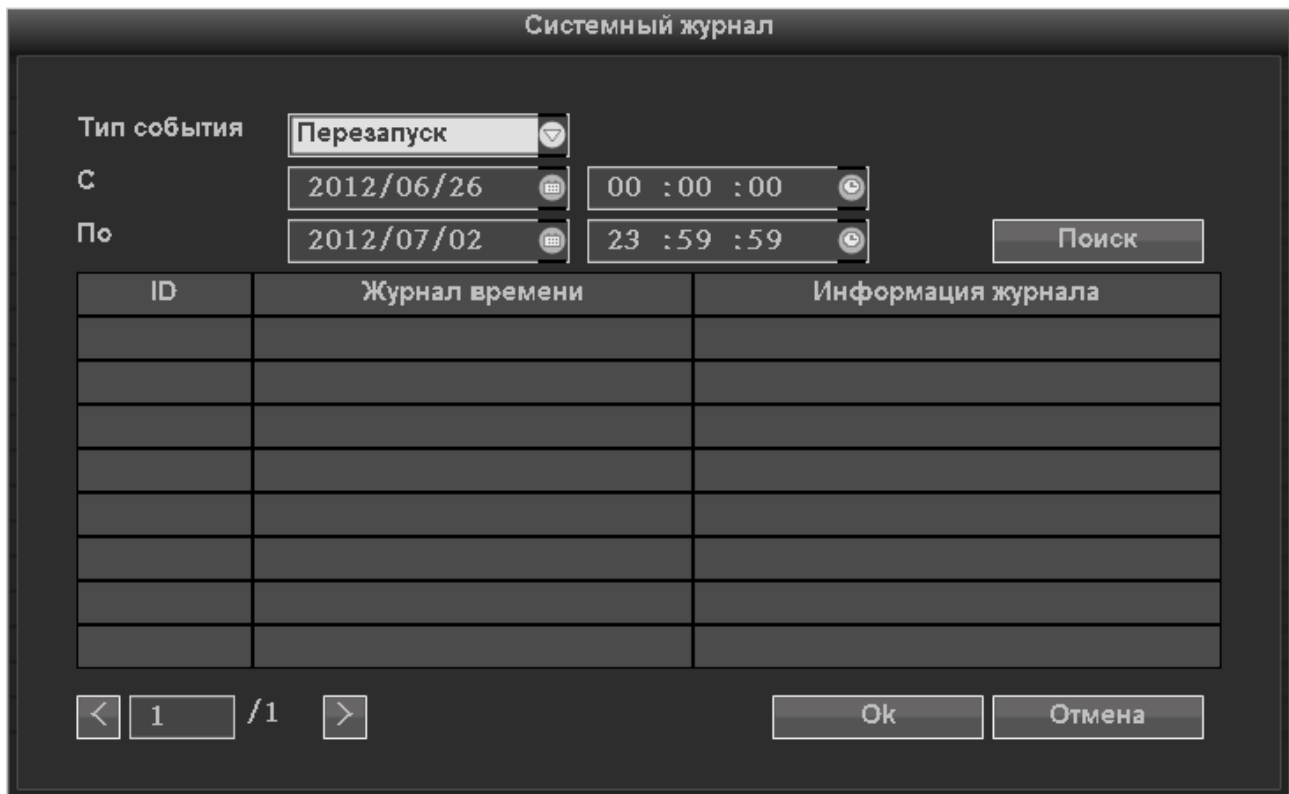 Системный журнал
Тип события Перезапуск
С 2012/06/26 00 :00 :00
По 2012/07/02 23 :59 :59 Поиск
ID Журнал времени Информация журнала
< 1 /1 > Ok Отмена